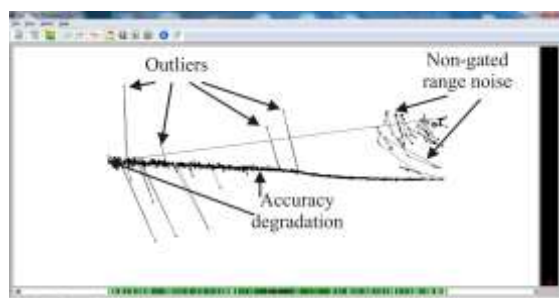 Outliers
Non-gated
range noise
Accuracy
degradation